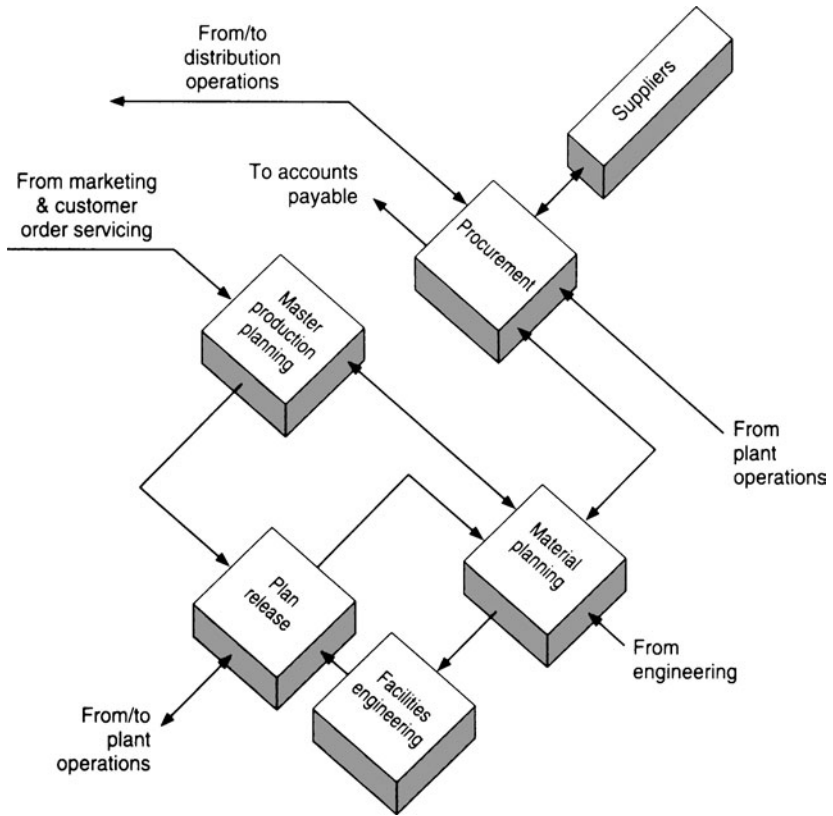 From/to
distribution
operations
Suppliers
To accounts
payable
From marketing
& customer
order servicing
Procurement
Master
production
planning
From
plant
operations
Material
planning
Plan
release
From
engineering
Facilities
engineering
From/to
plant
operations